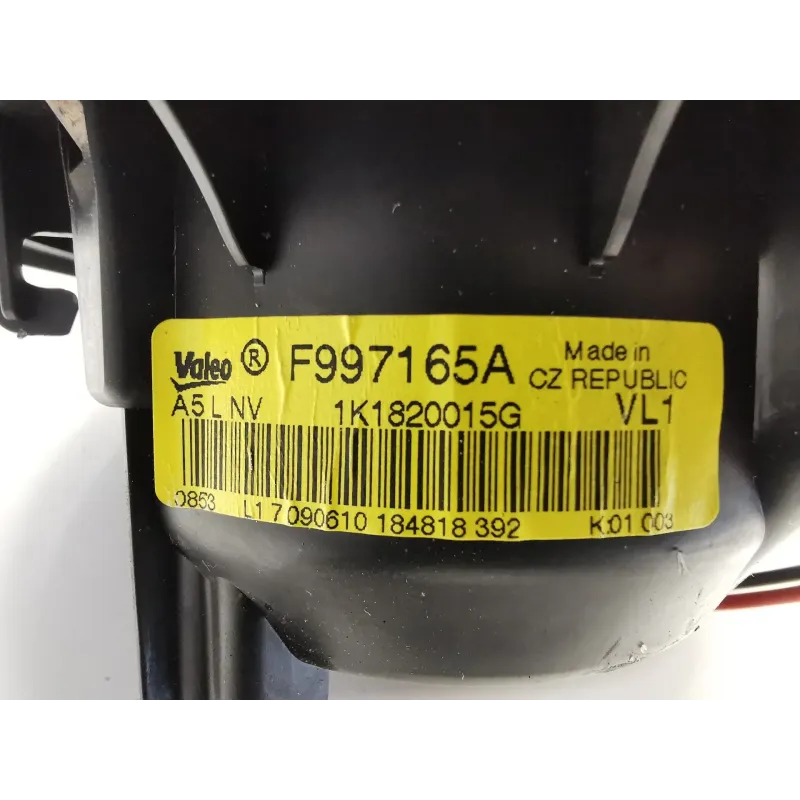 Valeo ® F997165A Made in
CZ REPUBLIC
A5 L NV 1K1820015G VL1
0853 L1 7 090610 184818 392 K:01 003